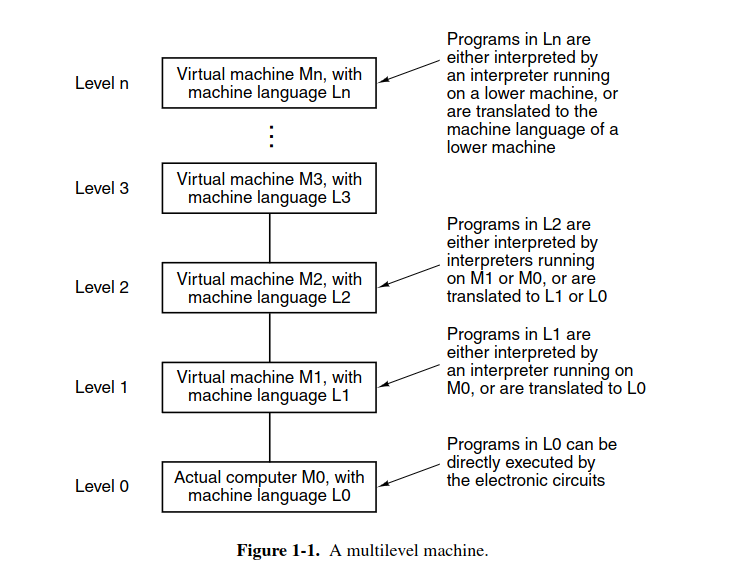 Programs in Ln are
either interpreted by
an interpreter running
on a lower machine, or
are translated to the
machine language of a
lower machine
Level n
Virtual machine Mn, with
machine language Ln
Level 3
Virtual machine M3, with
machine language L3
Programs in L2 are
either interpreted by
interpreters running
on M1 or M0, or are
translated to L1 or L0
Level 2
Virtual machine M2, with
machine language L2
Programs in L1 are
either interpreted by
an interpreter running on
M0, or are translated to L0
Level 1
Virtual machine M1, with
machine language L1
Programs in L0 can be
directly executed by
the electronic circuits
Level 0
Actual computer M0, with
machine language L0
Figure 1-1. A multilevel machine.